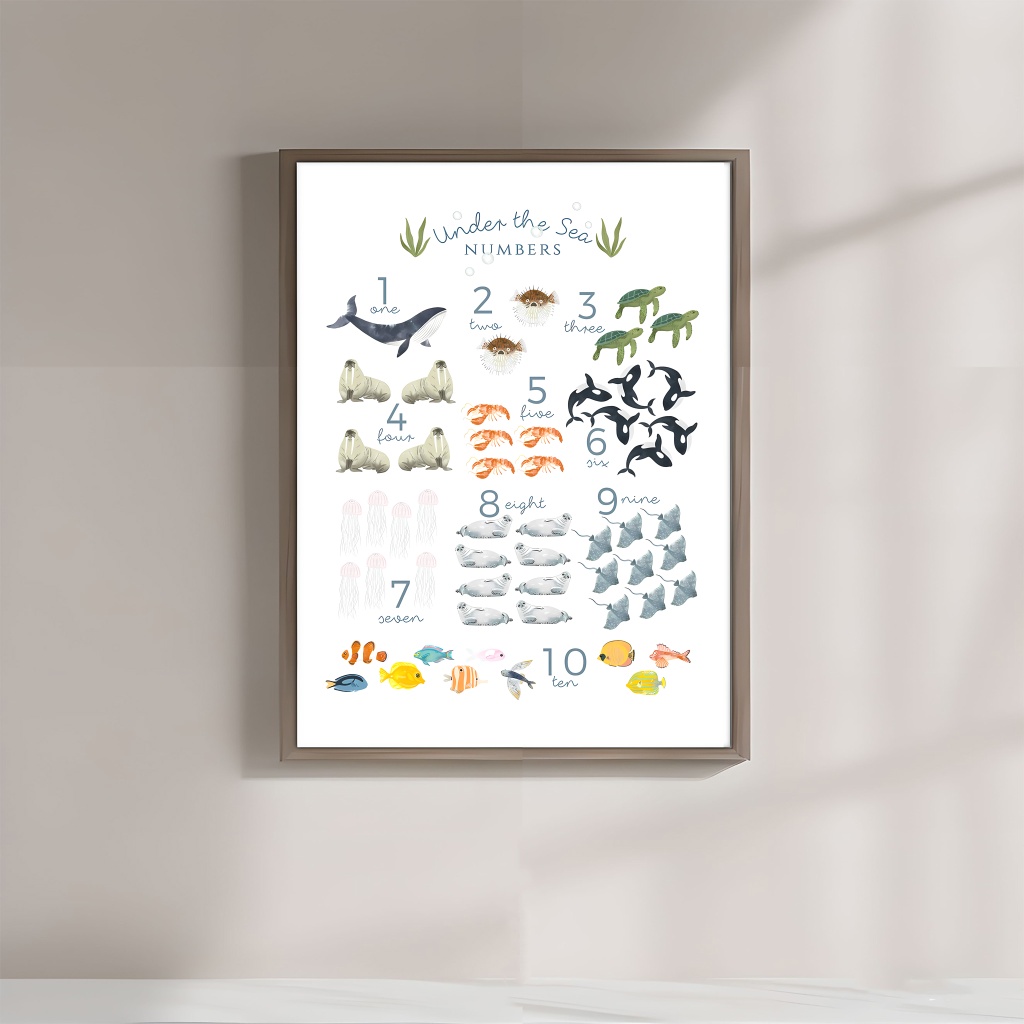 Under the Sea
NUMBERS
1
one
2
two
3
three
4
four
5
five
6
six
7
seven
8 eight
9 nine
10
ten